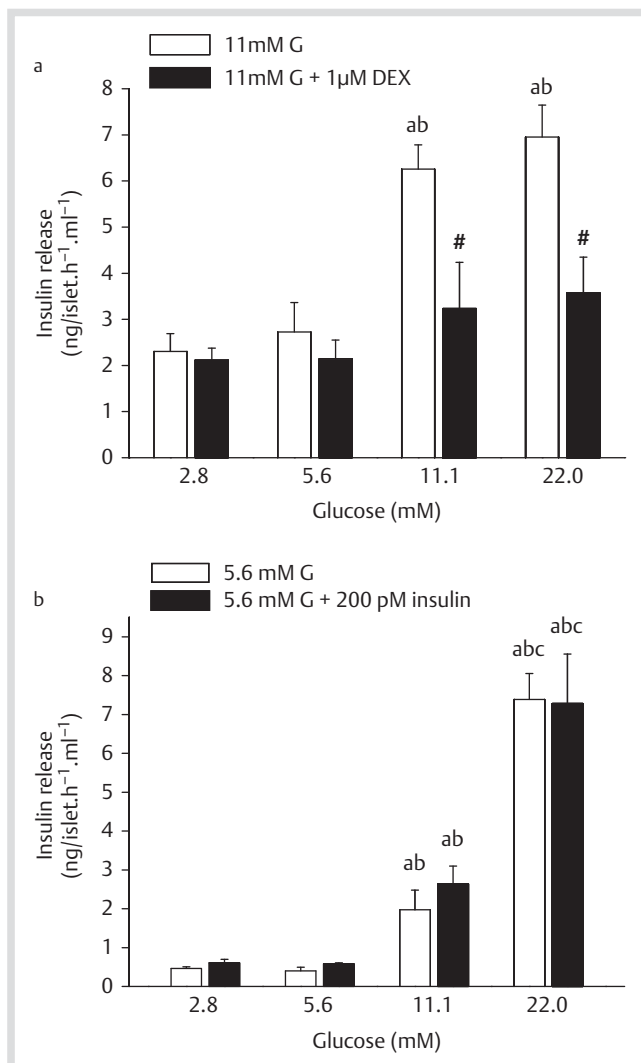 a
11mM G
11mM G + 1µM DEX
8
7
6
5
4
3
2
1
0
Insulin release
(ng/islet.h⁻¹.ml⁻¹)
ab
#
ab
#
2.8 5.6 11.1 22.0
Glucose (mM)
b
5.6 mM G
5.6 mM G + 200 pM insulin
9
8
7
6
5
4
3
2
1
0
Insulin release
(ng/islet.h⁻¹.ml⁻¹)
ab ab
abc abc
2.8 5.6 11.1 22.0
Glucose (mM)